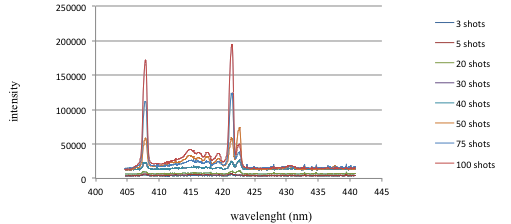 250000
200000
150000
100000
50000
0
400 405 410 415 420 425 430 435 440 445
intensity
wavelenght (nm)
3 shots
5 shots
20 shots
30 shots
40 shots
50 shots
75 shots
100 shots